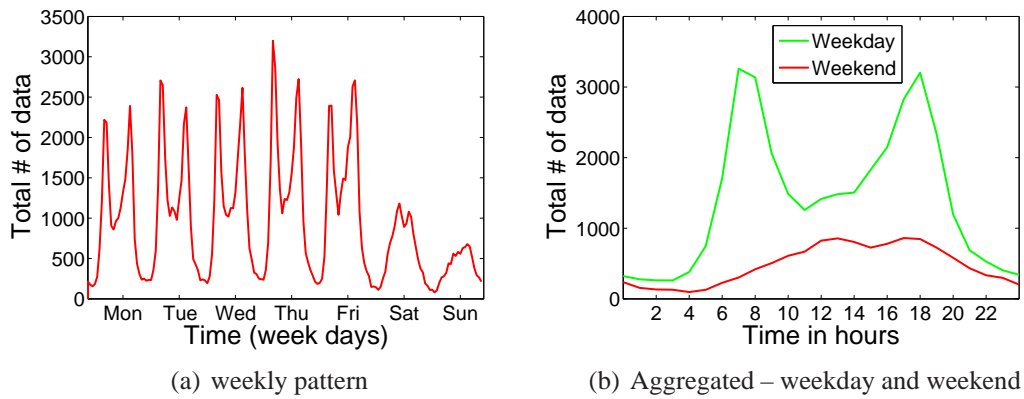 3500
3000
2500
2000
1500
1000
500
0
Total # of data
Mon Tue Wed Thu Fri Sat Sun
Time (week days)
(a) weekly pattern
4000
3000
2000
1000
0
Total # of data
Weekday
Weekend
2 4 6 8 10 12 14 16 18 20 22
Time in hours
(b) Aggregated – weekday and weekend